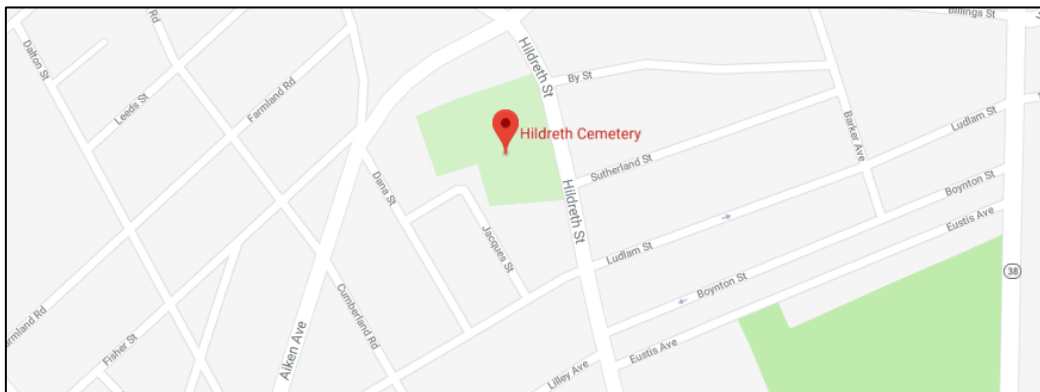 Billings St
Rd
Dalton St
Leeds St
Farmland Rd
Hildreth St
By St
Barker Ave
Ludlam St
Hildreth Cemetery
Sutherland St
Dana St
Boynton St
Eustis Ave
Hildreth St
Jacques St
Ludlam St
38
Boynton St
Cumberland Rd
Farmland Rd
Fisher St
Aiken Ave
Eustis Ave
Lilley Ave